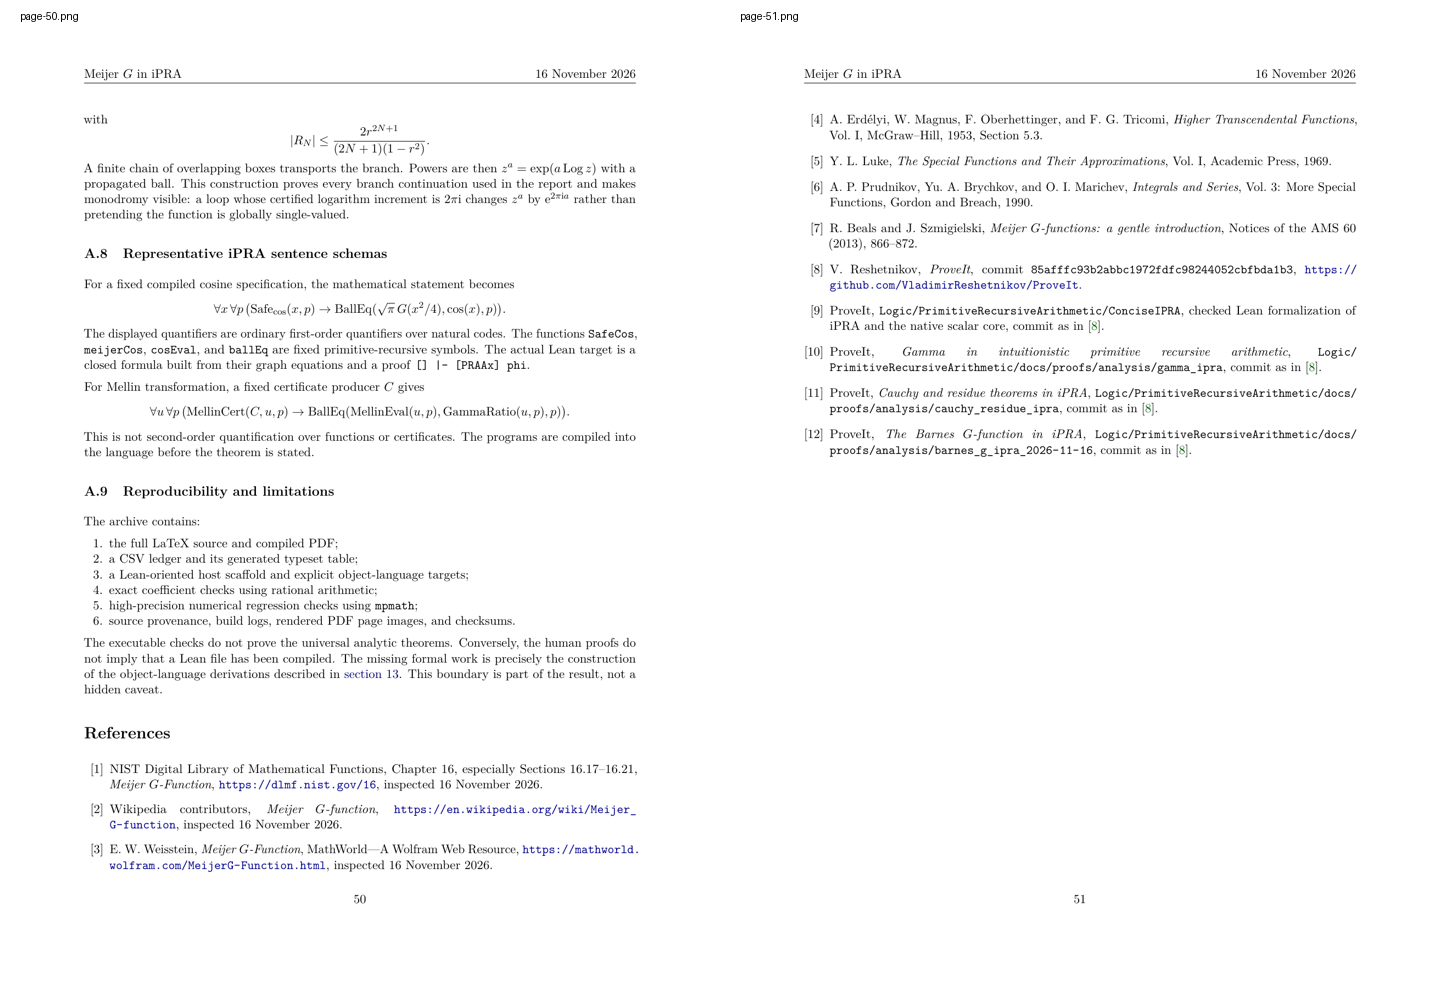 page-50.png
Meijer G in iPRA 16 November 2026
with
|R_N| ≤ 2r^{2N+1} / (2N + 1)(1 − r²).
A finite chain of overlapping boxes transports the branch. Powers are then z^a = exp(a Log z) with a
propagated ball. This construction proves every branch continuation used in the report and makes
monodromy visible: a loop whose certified logarithm increment is 2πi changes z^a by e^{2πia} rather than
pretending the function is globally single-valued.
A.8 Representative iPRA sentence schemas
For a fixed compiled cosine specification, the mathematical statement becomes
∀x ∀p (Safe_cos(x, p) → BallEq(√π G(x²/4), cos(x), p)).
The displayed quantifiers are ordinary first-order quantifiers over natural codes. The functions SafeCos,
meijerCos, cosEval, and ballEq are fixed primitive-recursive symbols. The actual Lean target is a
closed formula built from their graph equations and a proof [] |- [PRAAx] phi.
For Mellin transformation, a fixed certificate producer C gives
∀u ∀p (MellinCert(C, u, p) → BallEq(MellinEval(u, p), GammaRatio(u, p), p)).
This is not second-order quantification over functions or certificates. The programs are compiled into
the language before the theorem is stated.
A.9 Reproducibility and limitations
The archive contains:
1. the full LaTeX source and compiled PDF;
2. a CSV ledger and its generated typeset table;
3. a Lean-oriented host scaffold and explicit object-language targets;
4. exact coefficient checks using rational arithmetic;
5. high-precision numerical regression checks using mpmath;
6. source provenance, build logs, rendered PDF page images, and checksums.
The executable checks do not prove the universal analytic theorems. Conversely, the human proofs do
not imply that a Lean file has been compiled. The missing formal work is precisely the construction
of the object-language derivations described in section 13. This boundary is part of the result, not a
hidden caveat.
References
[1] NIST Digital Library of Mathematical Functions, Chapter 16, especially Sections 16.17–16.21,
Meijer G-Function, https://dlmf.nist.gov/16, inspected 16 November 2026.
[2] Wikipedia contributors, Meijer G-function, https://en.wikipedia.org/wiki/Meijer_
G-function, inspected 16 November 2026.
[3] E. W. Weisstein, Meijer G-Function, MathWorld—A Wolfram Web Resource, https://mathworld.
wolfram.com/MeijerG-Function.html, inspected 16 November 2026.
50
page-51.png
Meijer G in iPRA 16 November 2026
[4] A. Erdélyi, W. Magnus, F. Oberhettinger, and F. G. Tricomi, Higher Transcendental Functions,
Vol. I, McGraw–Hill, 1953, Section 5.3.
[5] Y. L. Luke, The Special Functions and Their Approximations, Vol. I, Academic Press, 1969.
[6] A. P. Prudnikov, Yu. A. Brychkov, and O. I. Marichev, Integrals and Series, Vol. 3: More Special
Functions, Gordon and Breach, 1990.
[7] R. Beals and J. Szmigielski, Meijer G-functions: a gentle introduction, Notices of the AMS 60
(2013), 866–872.
[8] V. Reshetnikov, ProveIt, commit 85afffc93b2abbc1972fdfc98244052cbfbda1b3, https://
github.com/VladimirReshetnikov/ProveIt.
[9] ProveIt, Logic/PrimitiveRecursiveArithmetic/ConciseIPRA, checked Lean formalization of
iPRA and the native scalar core, commit as in [8].
[10] ProveIt, Gamma in intuitionistic primitive recursive arithmetic, Logic/
PrimitiveRecursiveArithmetic/docs/proofs/analysis/gamma_ipra, commit as in [8].
[11] ProveIt, Cauchy and residue theorems in iPRA, Logic/PrimitiveRecursiveArithmetic/docs/
proofs/analysis/cauchy_residue_ipra, commit as in [8].
[12] ProveIt, The Barnes G-function in iPRA, Logic/PrimitiveRecursiveArithmetic/docs/
proofs/analysis/barnes_g_ipra_2026-11-16, commit as in [8].
51